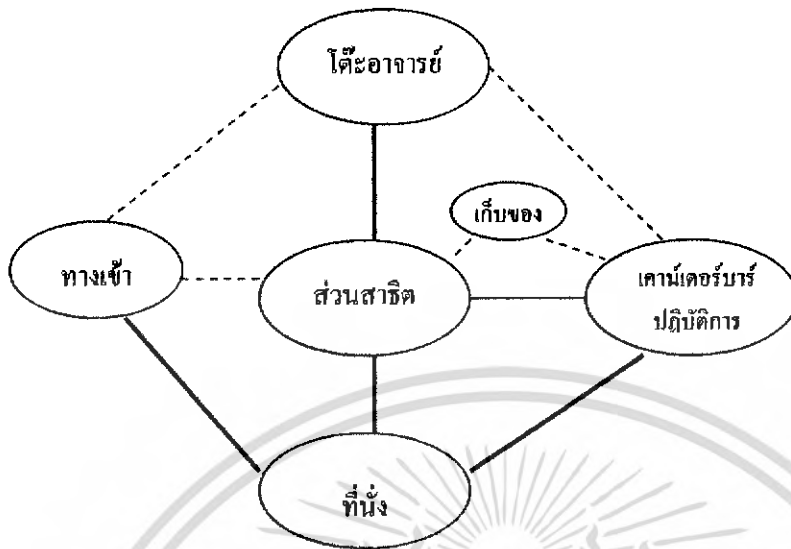 โต๊ะอาจารย์
เก็บของ
ทางเข้า
ส่วนสาธิต
เคาน์เตอร์บาร์
ปฏิบัติการ
ที่นั่ง